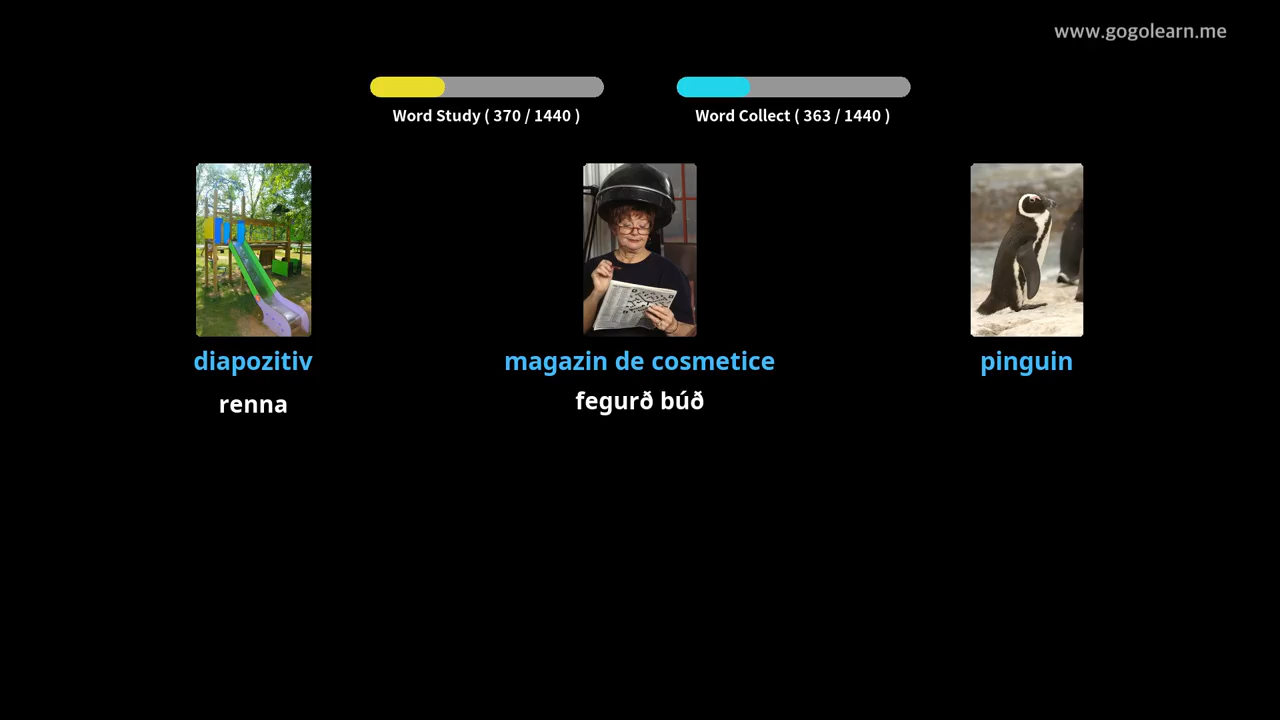 www.gogolearn.me
Word Study ( 370 / 1440 )
Word Collect ( 363 / 1440 )
diapozitiv
magazin de cosmetice
pinguin
renna
fegurð búð